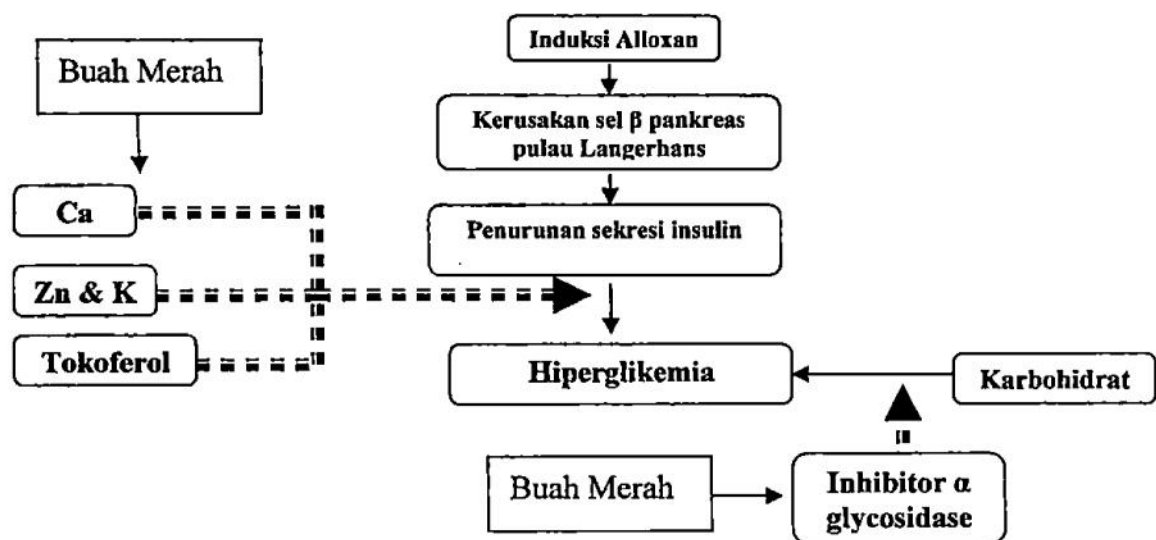 Induksi Alloxan
Buah Merah
Kerusakan sel β pankreas
pulau Langerhans
Ca
Penurunan sekresi insulin
Zn & K
Tokoferol
Hiperglikemia
Karbohidrat
Buah Merah
Inhibitor α
glycosidase